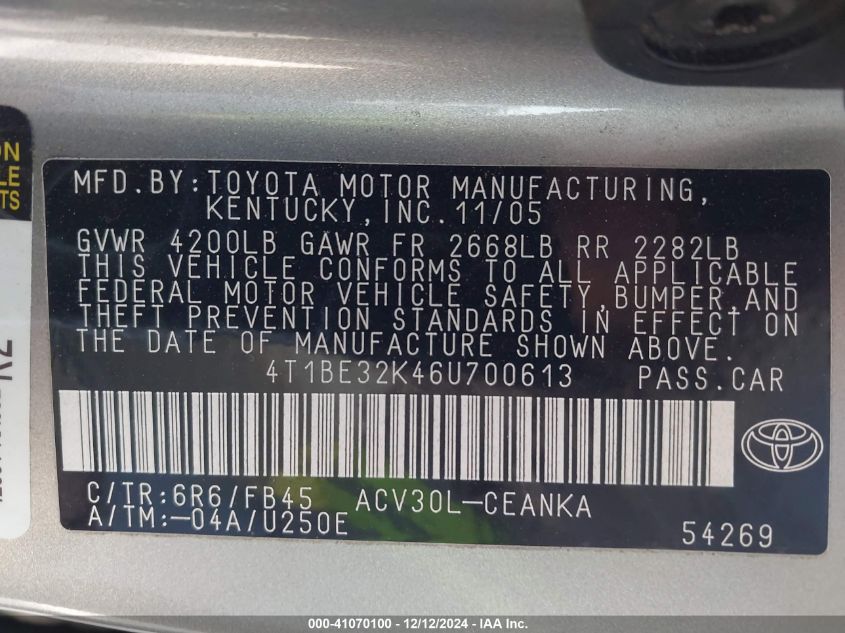 ON
LE
TS
MFD.BY:TOYOTA MOTOR MANUFACTURING,
KENTUCKY,INC.11/05
GVWR 4200LB GAWR FR 2668LB RR 2282LB
THIS VEHICLE CONFORMS TO ALL APPLICABLE
FEDERAL MOTOR VEHICLE SAFETY,BUMPER,AND
THEFT PREVENTION STANDARDS IN EFFECT ON
THE DATE OF MANUFACTURE SHOWN ABOVE.
4T1BE32K46U700613 PASS.CAR
C/TR:6R6/FB45 ACV30L-CEANKA
A/TM:-04A/U250E
54269
000-41070100 - 12/12/2024 - IAA Inc.